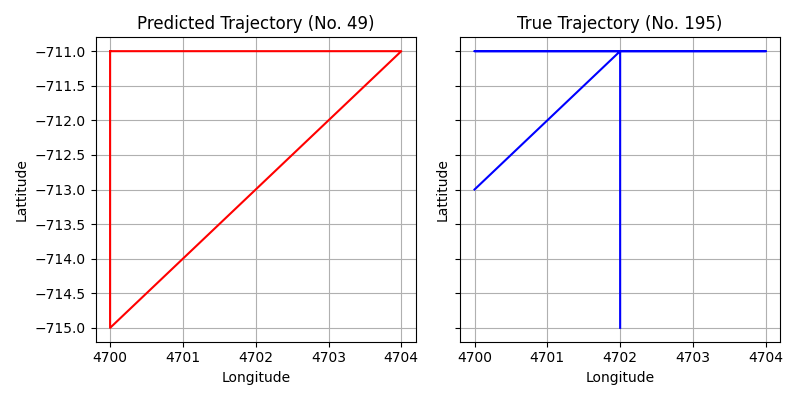 Predicted Trajectory (No. 49)
True Trajectory (No. 195)
−711.0
−711.5
−712.0
−712.5
−713.0
−713.5
−714.0
−714.5
−715.0
Lattitude
Lattitude
4700 4701 4702 4703 4704
4700 4701 4702 4703 4704
Longitude
Longitude